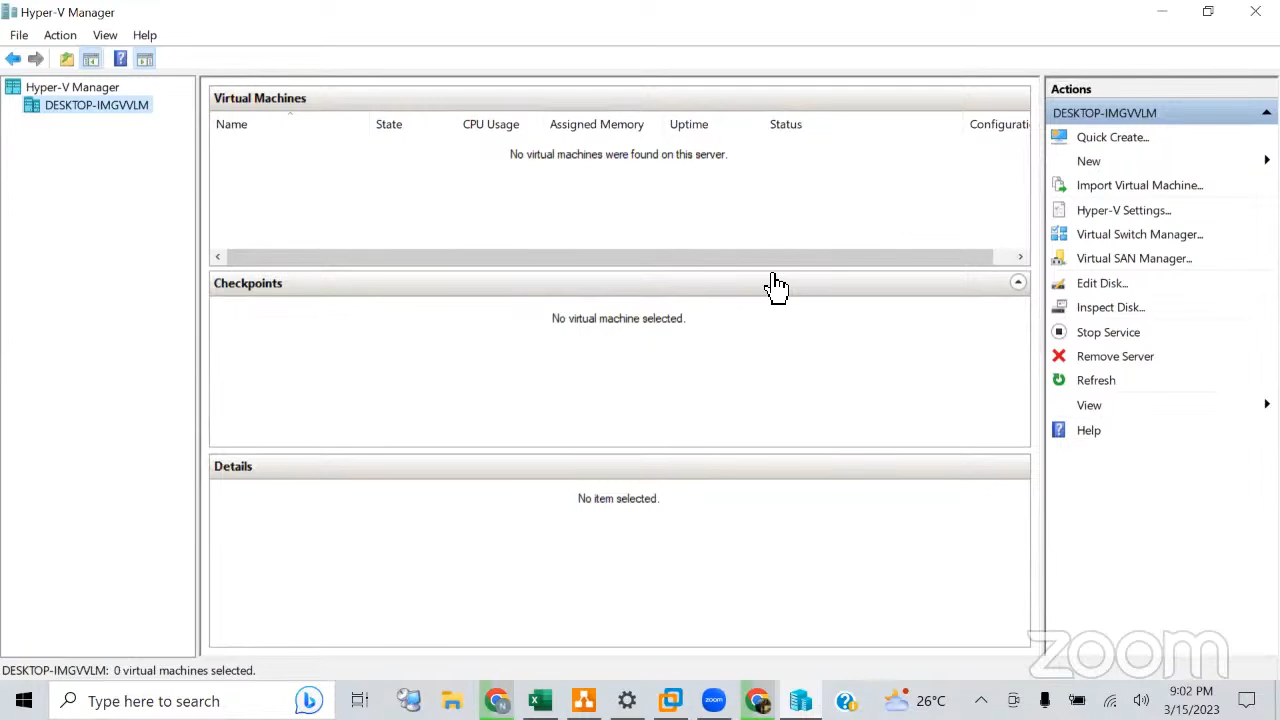 Hyper-V Manager
File Action View Help
Hyper-V Manager
DESKTOP-IMGVVLM
Virtual Machines
Name State CPU Usage Assigned Memory Uptime Status Configurati
No virtual machines were found on this server.
Checkpoints
No virtual machine selected.
Details
No item selected.
Actions
DESKTOP-IMGVVLM
Quick Create...
New
Import Virtual Machine...
Hyper-V Settings...
Virtual Switch Manager...
Virtual SAN Manager...
Edit Disk...
Inspect Disk...
Stop Service
Remove Server
Refresh
View
Help
zoom
DESKTOP-IMGVVLM: 0 virtual machines selected.
Type here to search
zoom
26°C
9:02 PM
3/15/2023